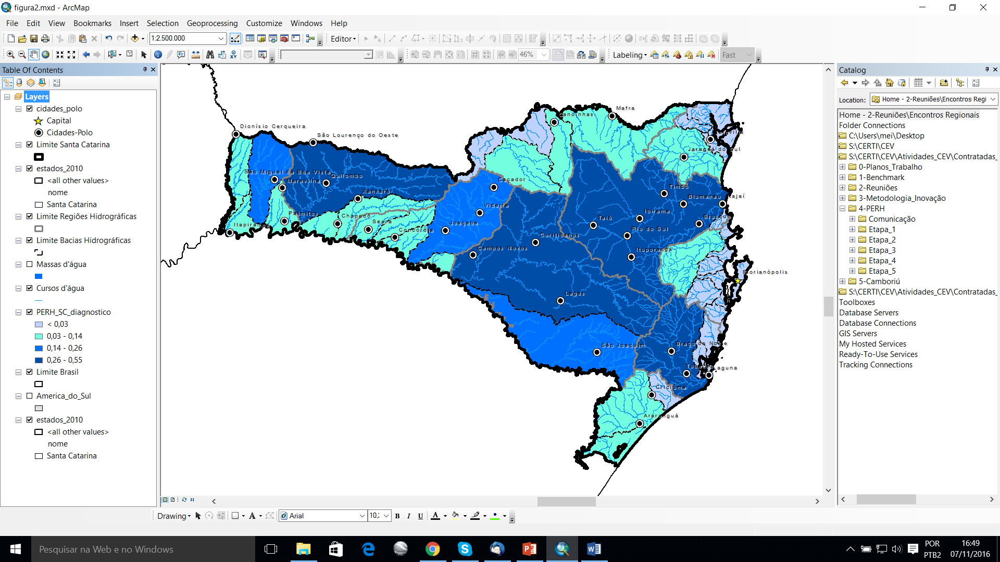 figura2.mxd - ArcMap
File Edit View Bookmarks Insert Selection Geoprocessing Customize Windows Help
1:2.500.000
Editor
46%
Labeling
Fast
Table Of Contents
Layers
cidades_polo
Capital
Cidades-Polo
Limite Santa Catarina
estados_2010
<all other values>
nome
Santa Catarina
Limite Regiões Hidrográficas
Limite Bacias Hidrográficas
Massas d'água
Cursos d'água
PERH_SC_diagnostico
< 0,03
0,03 - 0,14
0,14 - 0,26
0,26 - 0,55
Limite Brasil
America_do_Sul
estados_2010
<all other values>
nome
Santa Catarina
Mafra
Canoinhas
Dionísio Cerqueira
São Lourenço do Oeste
Joinville
Jaraguá do Sul
São Miguel da Boa Vista
Quilombo
Maravilha
Caçador
Timbó
Xanxerê
Blumenau
Itajaí
Videira
Palmitos
Chapecó
Ibirama
Brusque
Taió
Seara
Joaçaba
Itapiranga
Concórdia
Rio do Sul
Curitibanos
Campos Novos
Ituporanga
Florianópolis
Lages
São Joaquim
Braço do Norte
Tubarão
Laguna
Criciúma
Araranguá
Catalog
Location:
Home - 2-Reuniões\Encontros Regi
Home - 2-Reuniões\Encontros Regionais
Folder Connections
C:\Users\mei\Desktop
S:\CERTI\CEV
S:\CERTI\CEV\Atividades_CEV\Contratadas_
0-Planos_Trabalho
1-Benchmark
2-Reuniões
3-Metodologia_Inovação
4-PERH
Comunicação
Etapa_1
Etapa_2
Etapa_3
Etapa_4
Etapa_5
5-Camboriú
S:\CERTI\CEV\Atividades_CEV\Contratadas_
Toolboxes
Database Servers
Database Connections
GIS Servers
My Hosted Services
Ready-To-Use Services
Tracking Connections
Drawing
A
Arial
10,
B I U A
Pesquisar na Web e no Windows
POR
PTB2
16:49
07/11/2016